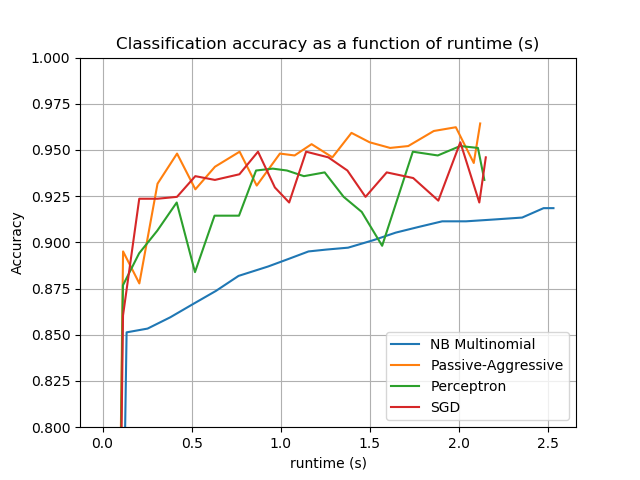 Classification accuracy as a function of runtime (s)
1.000
0.975
0.950
0.925
0.900
0.875
0.850
0.825
0.800
Accuracy
NB Multinomial
Passive-Aggressive
Perceptron
SGD
0.0 0.5 1.0 1.5 2.0 2.5
runtime (s)